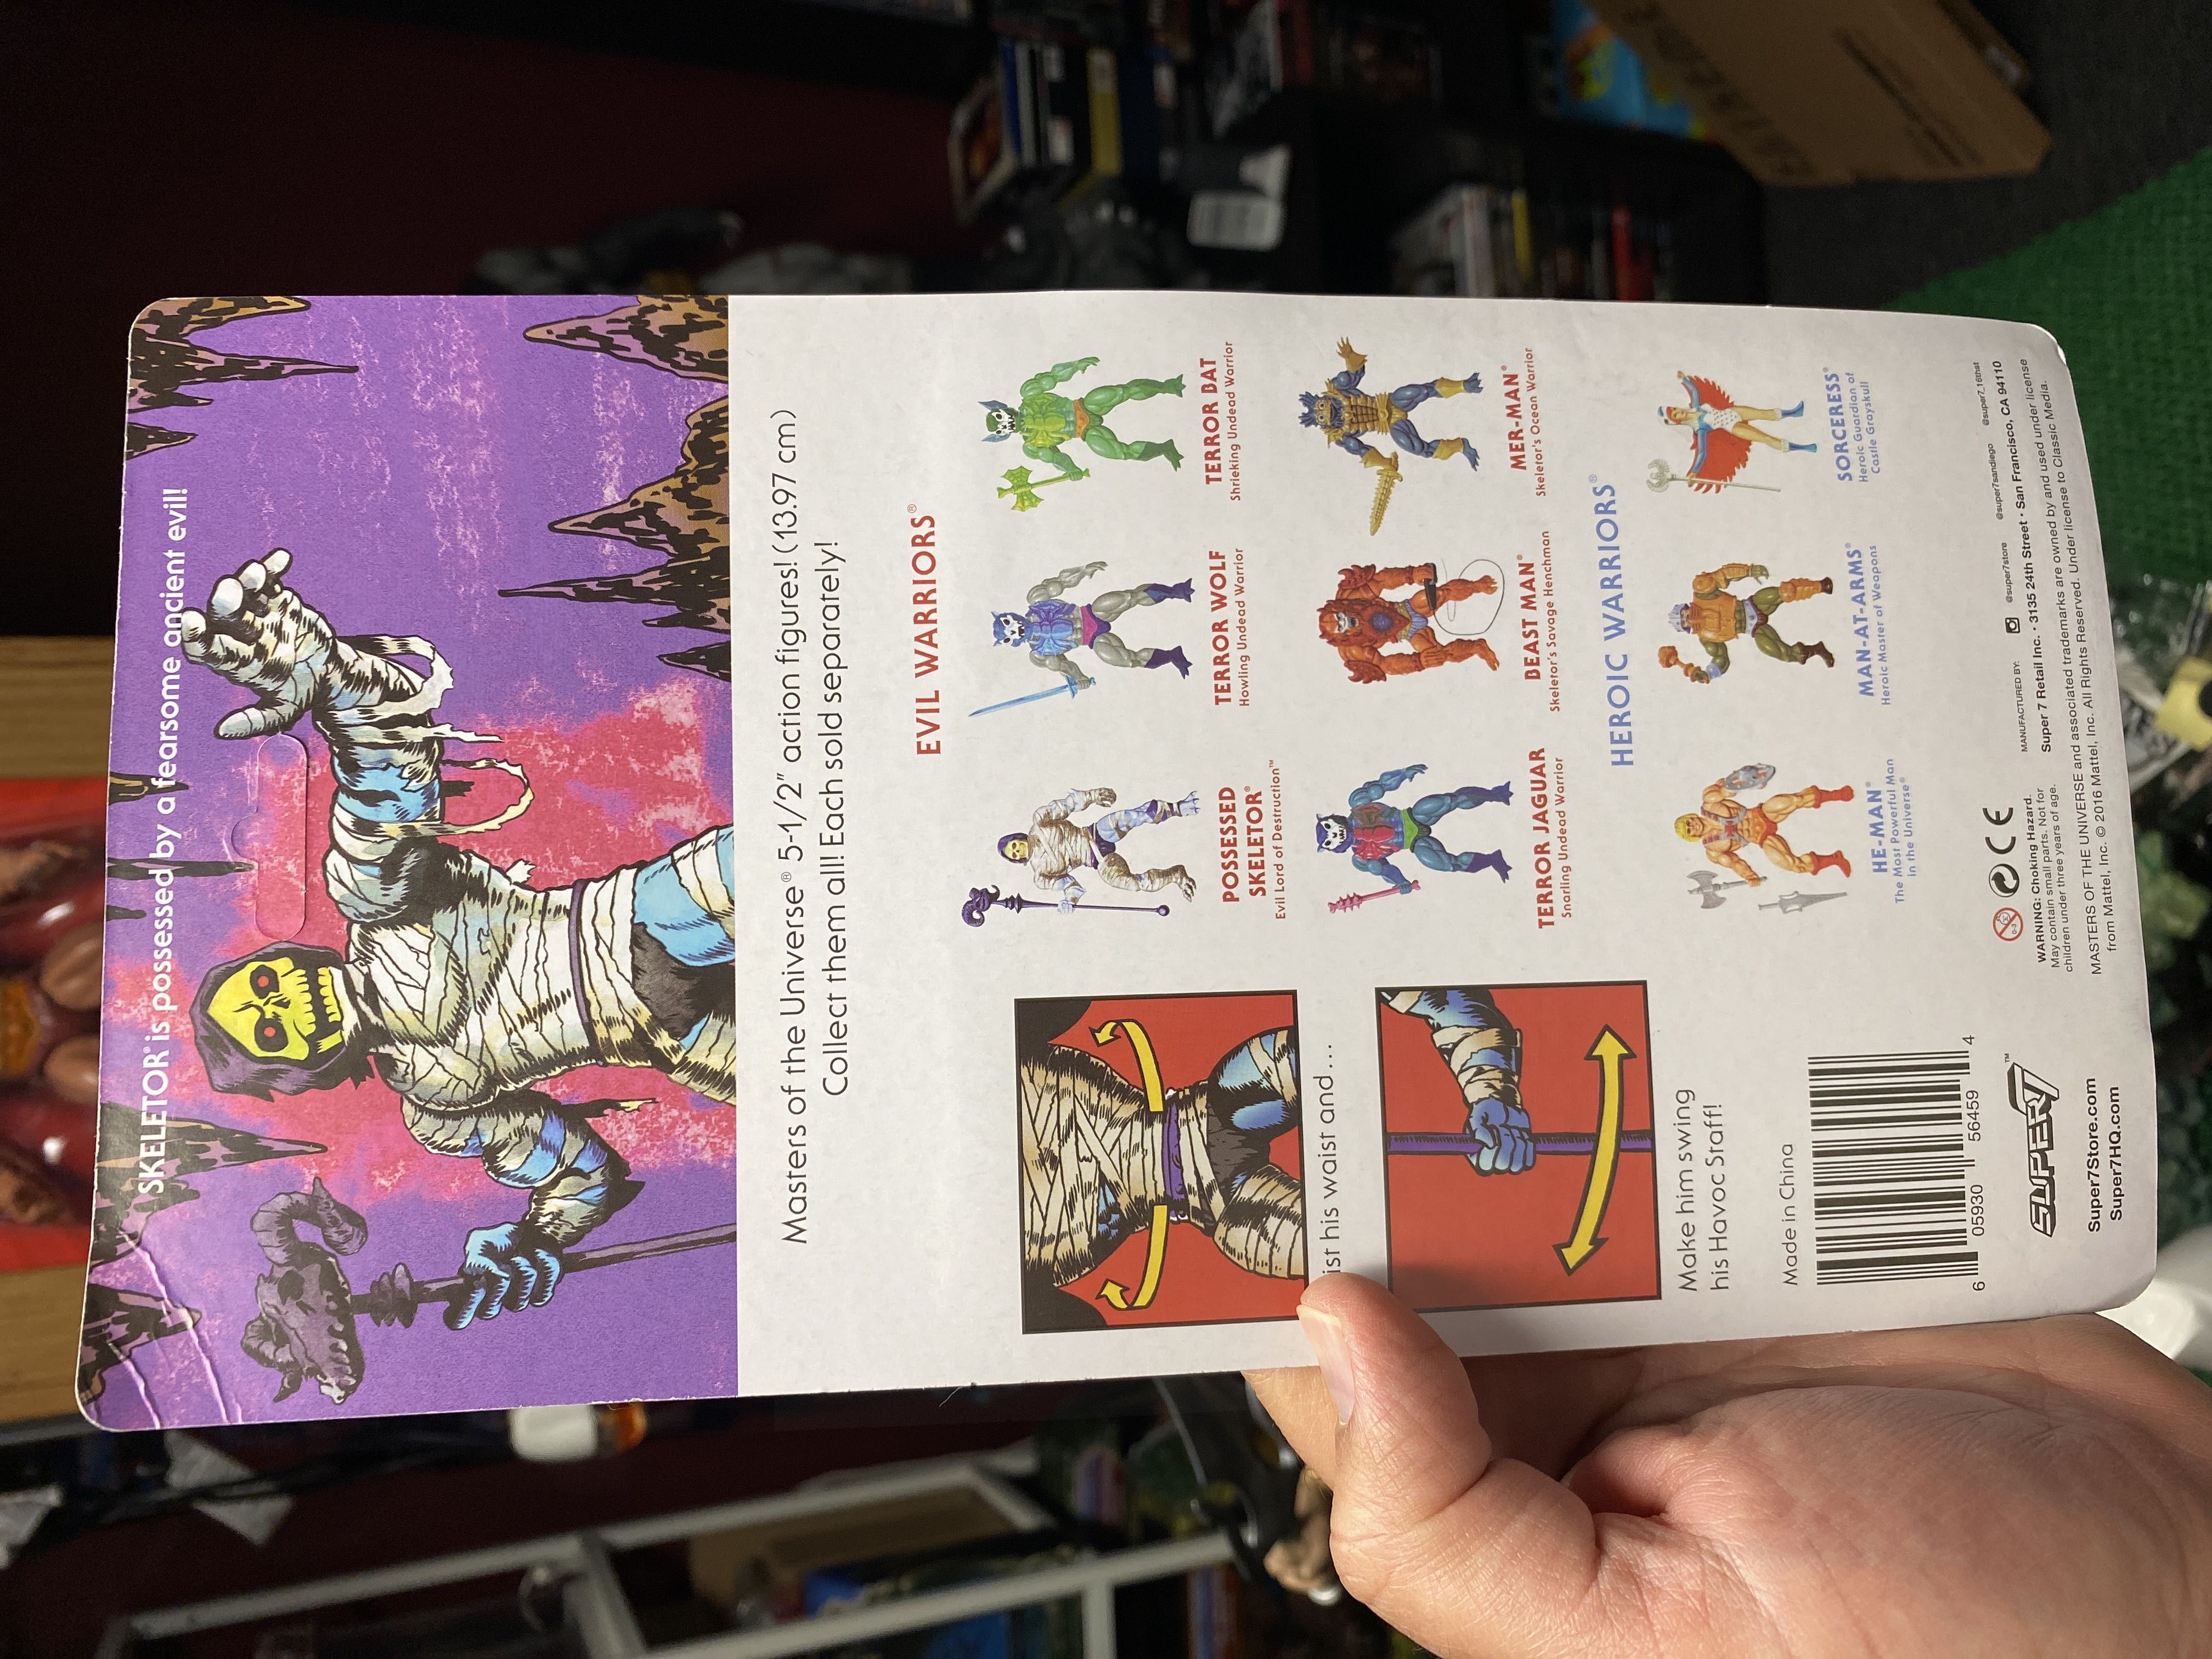 SKELETOR® is possessed by a fearsome ancient evil!
Masters of the Universe® 5-1/2" action figures! (13.97 cm)
Collect them all! Each sold separately!
EVIL WARRIORS®
POSSESSED
SKELETOR®
Evil Lord of Destruction™
TERROR WOLF
Howling Undead Warrior
TERROR BAT
Shrieking Undead Warrior
TERROR JAGUAR
Snarling Undead Warrior
BEAST MAN®
Skeletor's Savage Henchman
MER-MAN®
Skeletor's Ocean Warrior
HEROIC WARRIORS®
HE-MAN®
The Most Powerful Man
in the Universe®
MAN-AT-ARMS®
Heroic Master of Weapons
SORCERESS®
Heroic Guardian of
Castle Grayskull
ist his waist and...
Make him swing
his Havoc Staff!
Made in China
6 05930 56459 4
SUPER7™
Super7Store.com
Super7HQ.com
0-3
CE
WARNING: Choking Hazard.
May contain small parts. Not for
children under three years of age.
MANUFACTURED BY:
@super7store @super7sandiego @super7_16thst
Super 7 Retail Inc. • 3135 24th Street • San Francisco, CA 94110
MASTERS OF THE UNIVERSE and associated trademarks are owned by and used under license
from Mattel, Inc. © 2016 Mattel, Inc. All Rights Reserved. Under license to Classic Media.